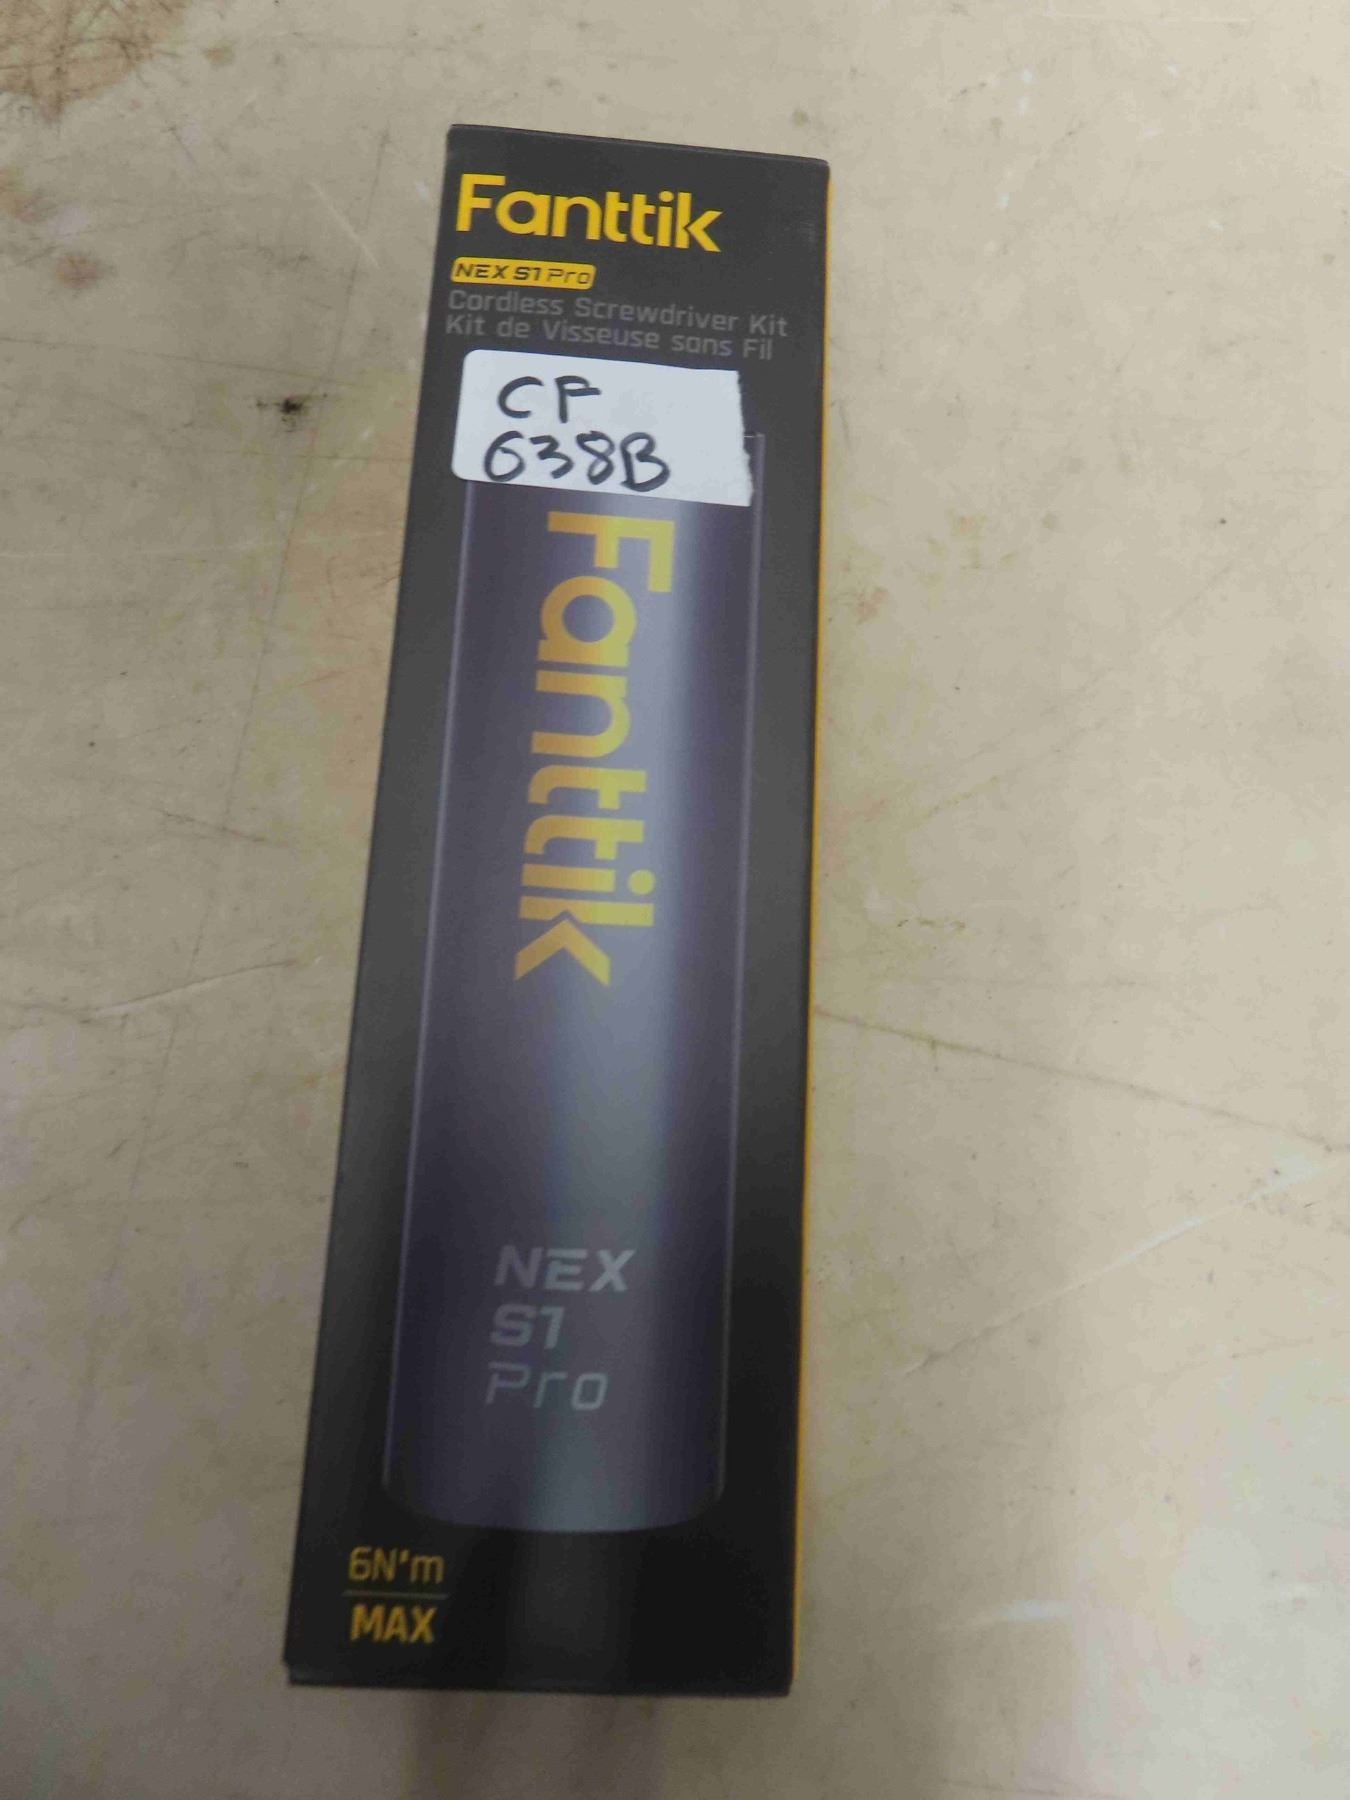 Fanttik
NEX S1 Pro
Cordless Screwdriver Kit
Kit de Visseuse sans Fil
CF
638B
Fanttik
NEX
S1
Pro
6N·m
MAX